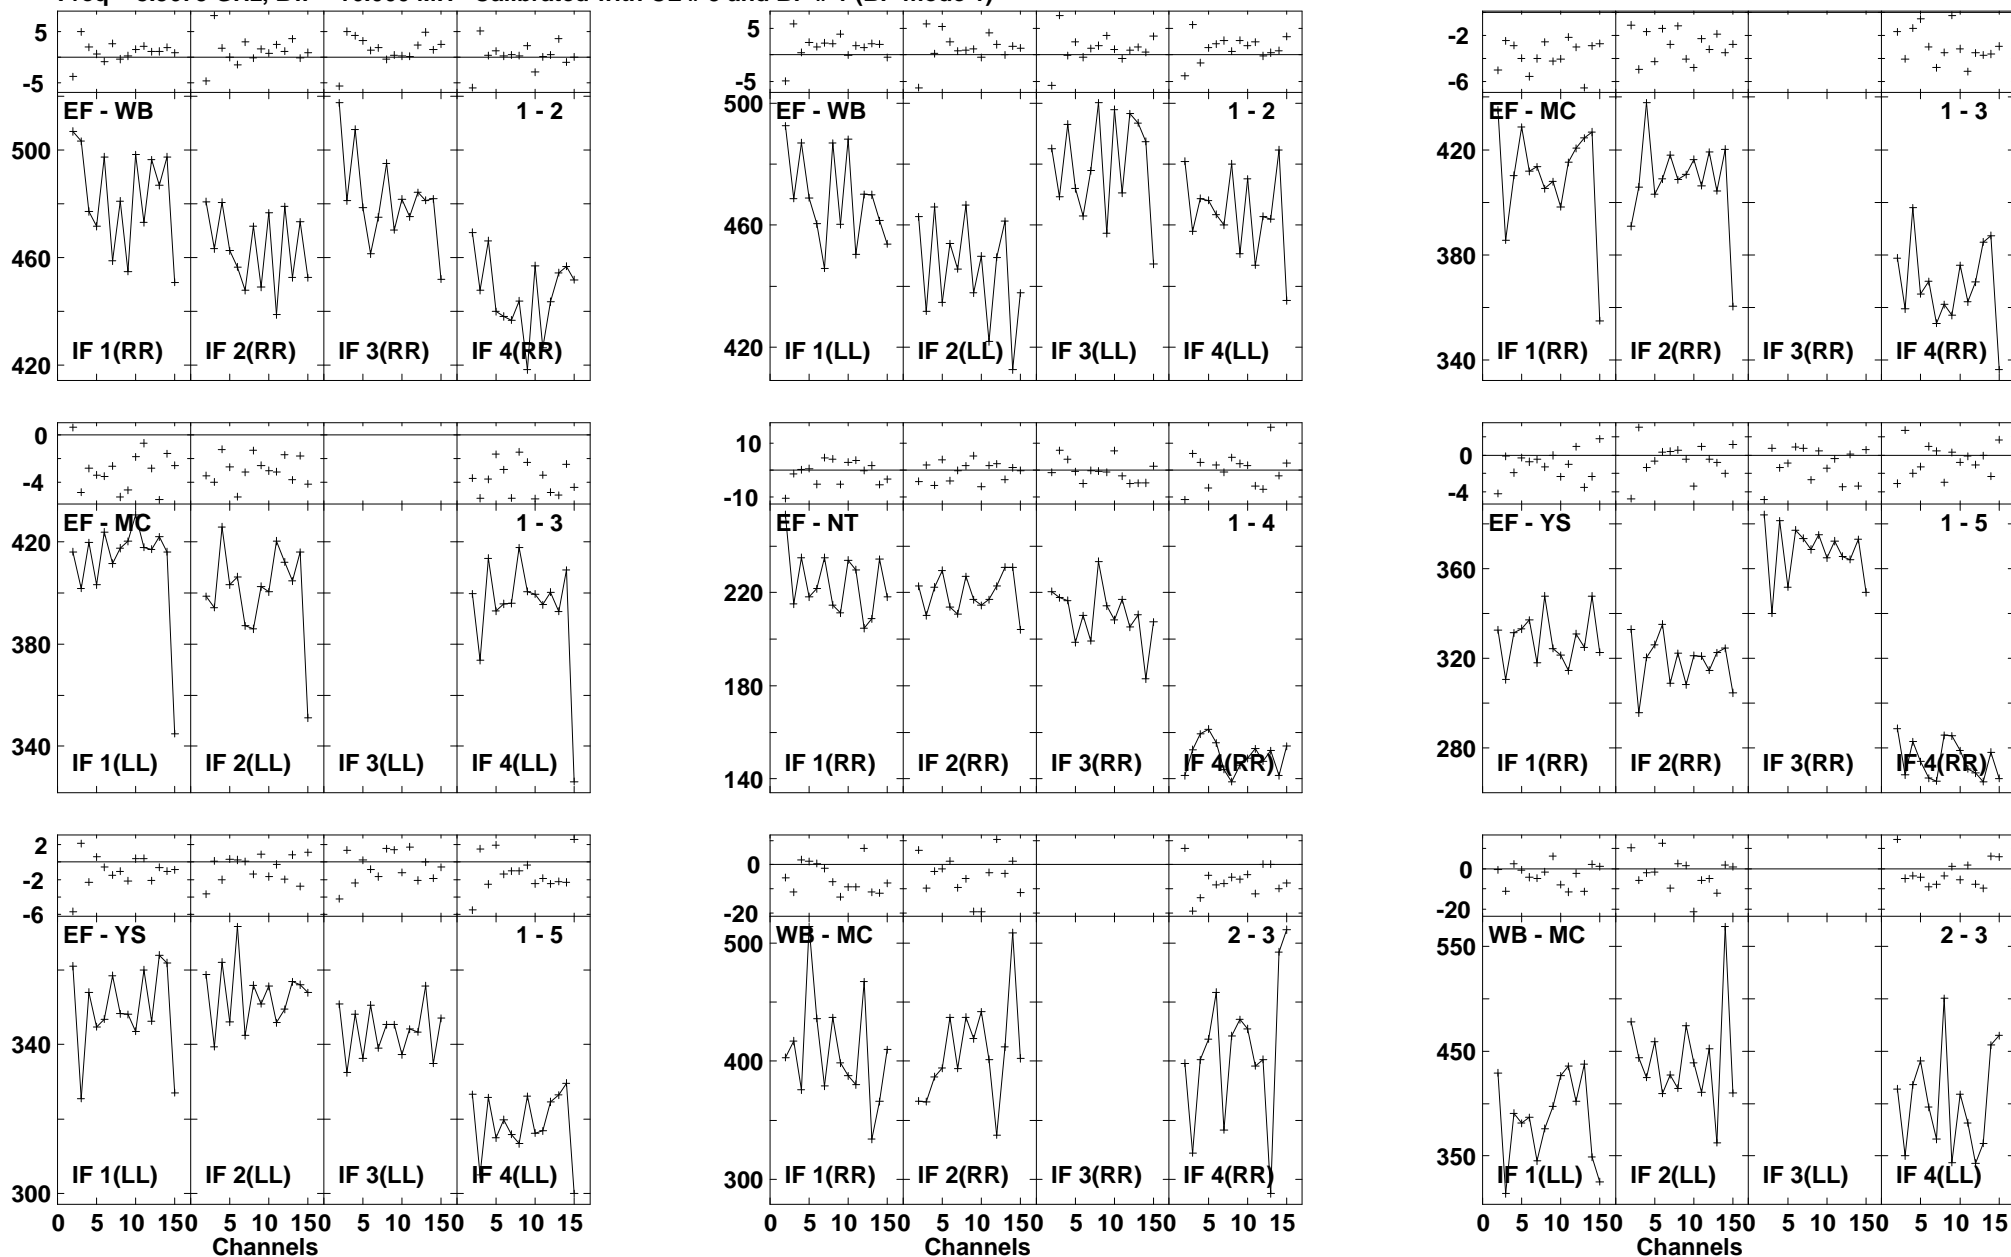 Freq GHz, Calibrated with CL # and BP # 1 (BP mode 1)
5
-5
EF - WB 1 - 2
500
460
420
IF 1(RR) IF 2(RR) IF 3(RR) IF 4(RR)
5
-5
EF - WB 1 - 2
500
460
420
IF 1(LL) IF 2(LL) IF 3(LL) IF 4(LL)
-2
-6
EF - MC 1 - 3
420
380
340
IF 1(RR) IF 2(RR) IF 3(RR) IF 4(RR)
0
-4
EF - MC 1 - 3
420
380
340
IF 1(LL) IF 2(LL) IF 3(LL) IF 4(LL)
10
-10
EF - NT 1 - 4
220
180
140
IF 1(RR) IF 2(RR) IF 3(RR) IF 4(RR)
0
-4
EF - YS 1 - 5
360
320
280
IF 1(RR) IF 2(RR) IF 3(RR) IF 4(RR)
2
-2
-6
EF - YS 1 - 5
340
300
IF 1(LL) IF 2(LL) IF 3(LL) IF 4(LL)
0 5 10 150 5 10 150 5 10 150 5 10 15
Channels
0
-20
WB - MC 2 - 3
500
400
300
IF 1(RR) IF 2(RR) IF 3(RR) IF 4(RR)
0 5 10 150 5 10 150 5 10 150 5 10 15
Channels
0
-20
WB - MC 2 - 3
550
450
350
IF 1(LL) IF 2(LL) IF 3(LL) IF 4(LL)
0 5 10 150 5 10 150 5 10 150 5 10 15
Channels